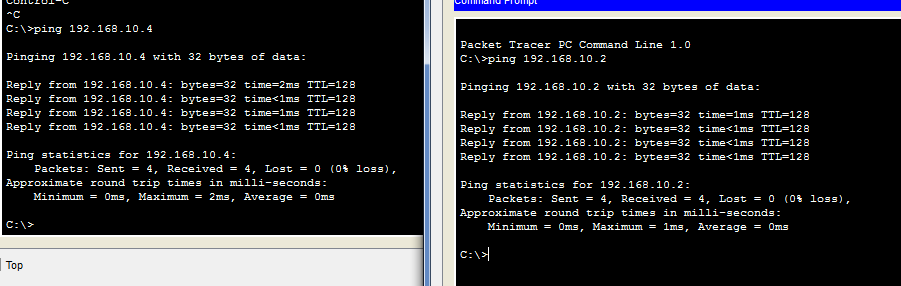 Control-C
^C
C:\>ping 192.168.10.4
Pinging 192.168.10.4 with 32 bytes of data:
Reply from 192.168.10.4: bytes=32 time=2ms TTL=128
Reply from 192.168.10.4: bytes=32 time<1ms TTL=128
Reply from 192.168.10.4: bytes=32 time=1ms TTL=128
Reply from 192.168.10.4: bytes=32 time<1ms TTL=128
Ping statistics for 192.168.10.4:
Packets: Sent = 4, Received = 4, Lost = 0 (0% loss),
Approximate round trip times in milli-seconds:
Minimum = 0ms, Maximum = 2ms, Average = 0ms
C:\>
Top
Command Prompt
Packet Tracer PC Command Line 1.0
C:\>ping 192.168.10.2
Pinging 192.168.10.2 with 32 bytes of data:
Reply from 192.168.10.2: bytes=32 time=1ms TTL=128
Reply from 192.168.10.2: bytes=32 time<1ms TTL=128
Reply from 192.168.10.2: bytes=32 time<1ms TTL=128
Reply from 192.168.10.2: bytes=32 time<1ms TTL=128
Ping statistics for 192.168.10.2:
Packets: Sent = 4, Received = 4, Lost = 0 (0% loss),
Approximate round trip times in milli-seconds:
Minimum = 0ms, Maximum = 1ms, Average = 0ms
C:\>